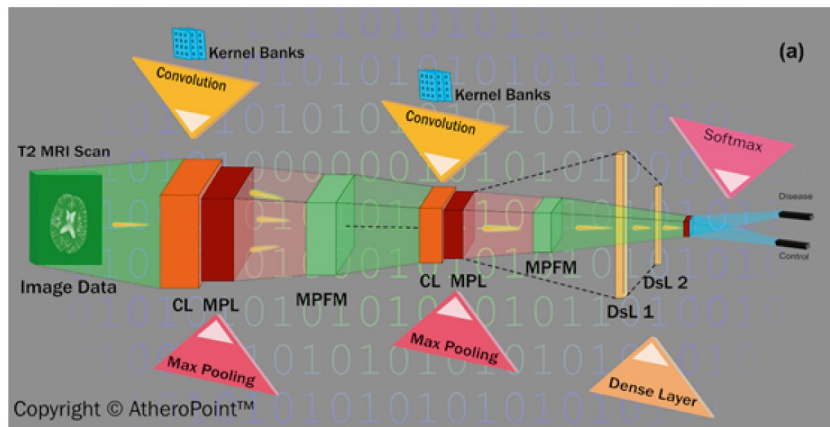 (a)
Kernel Banks
Convolution
Kernel Banks
Convolution
Softmax
T2 MRI Scan
Image Data
CL MPL
MPFM
CL MPL
MPFM
DsL 1
DsL 2
Disease
Control
Max Pooling
Max Pooling
Dense Layer
Copyright © AtheroPoint™